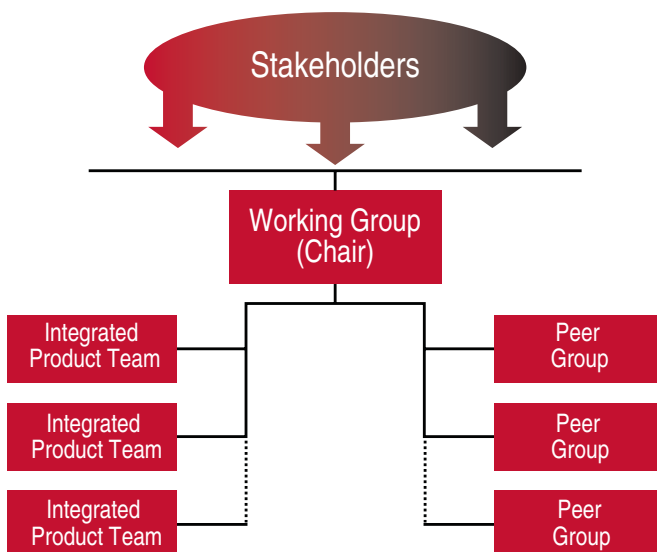 Stakeholders
Working Group
(Chair)
Integrated
Product Team
Peer
Group
Integrated
Product Team
Peer
Group
Integrated
Product Team
Peer
Group